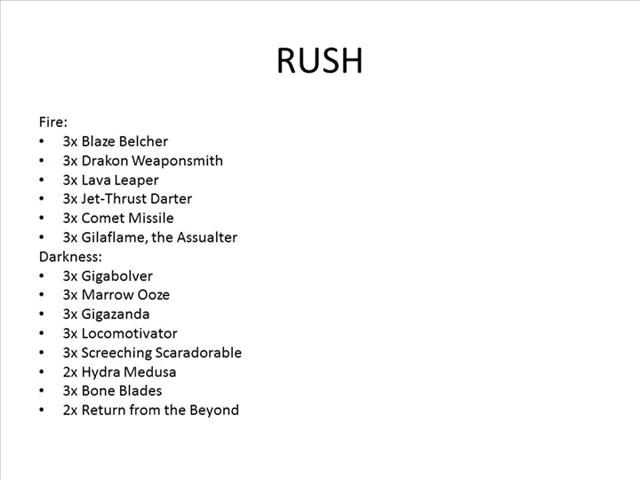 RUSH
Fire:
• 3x Blaze Belcher
• 3x Drakon Weaponsmith
• 3x Lava Leaper
• 3x Jet-Thrust Darter
• 3x Comet Missile
• 3x Gilaflame, the Assualter
Darkness:
• 3x Gigabolver
• 3x Marrow Ooze
• 3x Gigazanda
• 3x Locomotivator
• 3x Screeching Scaradorable
• 2x Hydra Medusa
• 3x Bone Blades
• 2x Return from the Beyond